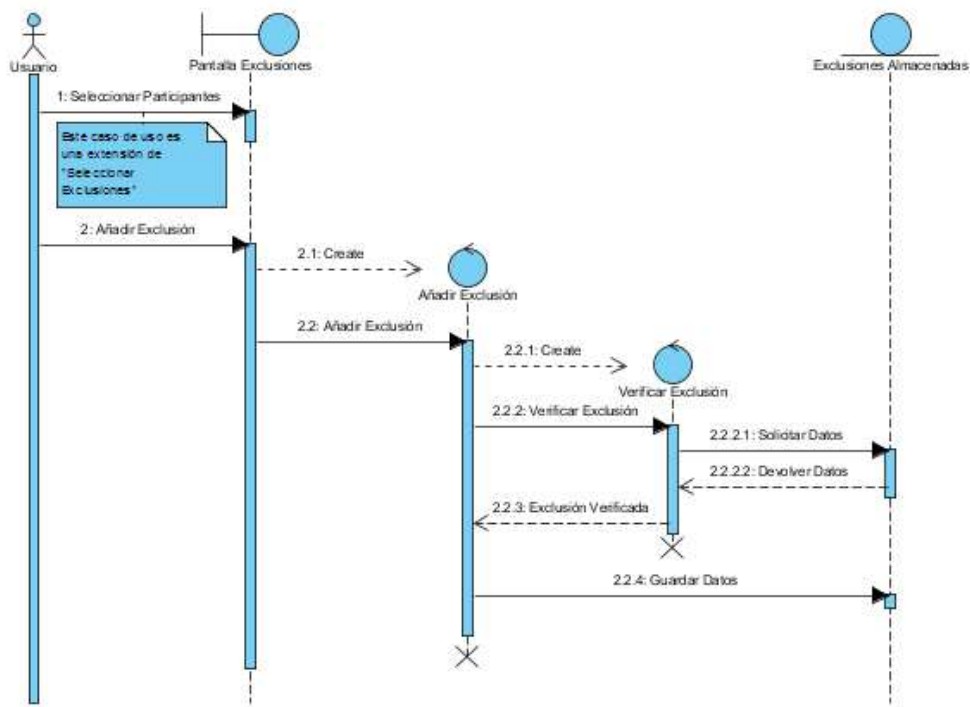 Usuario
Pantalla Exclusiones
Exclusiones Almacenadas
1: Seleccionar Participantes
Este caso de uso es
una extensión de
"Seleccionar
Exclusiones"
2: Añadir Exclusión
2.1: Create
Añadir Exclusión
2.2: Añadir Exclusión
2.2.1: Create
Verificar Exclusión
2.2.2: Verificar Exclusión
2.2.2.1: Solicitar Datos
2.2.2.2: Devolver Datos
2.2.3: Exclusión Verificada
2.2.4: Guardar Datos